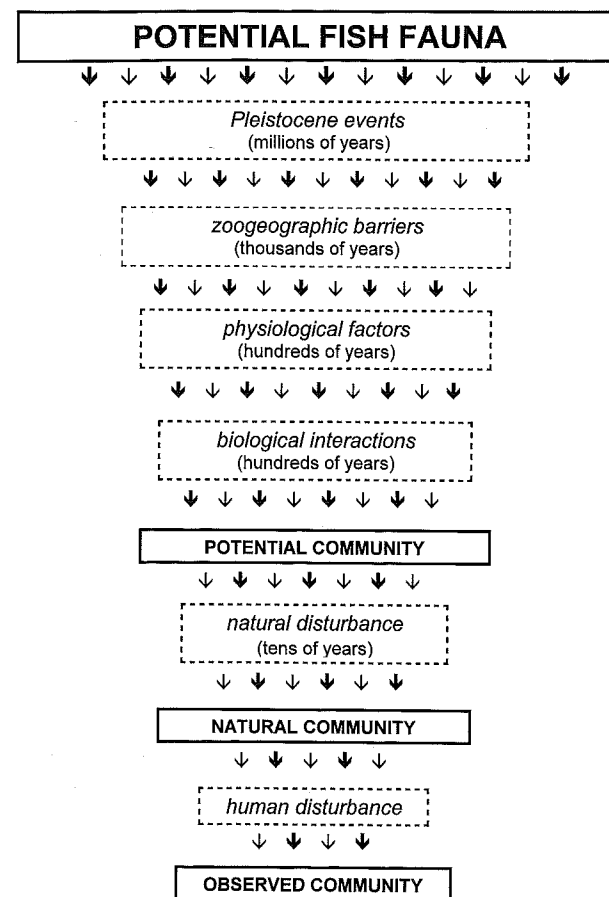 POTENTIAL FISH FAUNA
Pleistocene events
(millions of years)
zoogeographic barriers
(thousands of years)
physiological factors
(hundreds of years)
biological interactions
(hundreds of years)
POTENTIAL COMMUNITY
natural disturbance
(tens of years)
NATURAL COMMUNITY
human disturbance
OBSERVED COMMUNITY